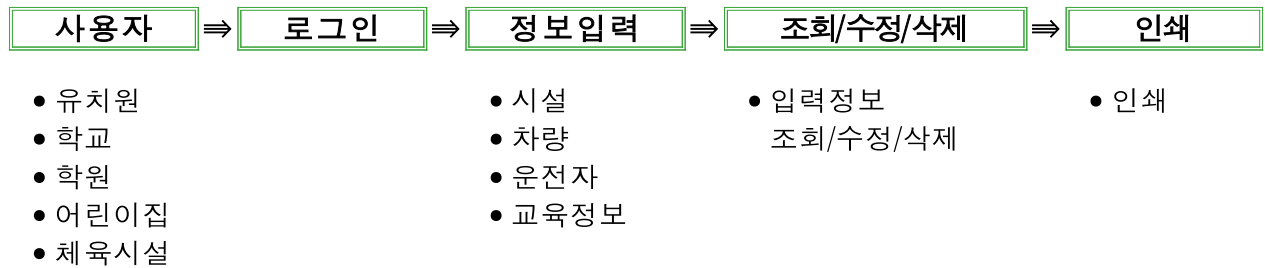 사용자 ⇛ 로그인 ⇛ 정보입력 ⇛ 조회/수정/삭제 ⇛ 인쇄
● 유치원
● 학교
● 학원
● 어린이집
● 체육시설
● 시설
● 차량
● 운전자
● 교육정보
● 입력정보
조회/수정/삭제
● 인쇄